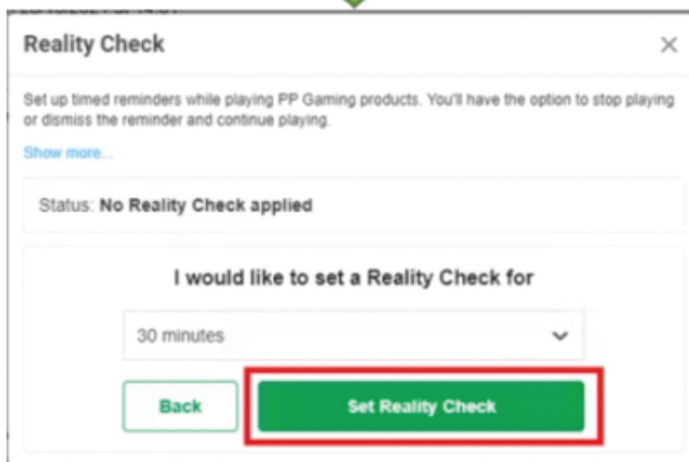 Reality Check
Set up timed reminders while playing PP Gaming products. You'll have the option to stop playing
or dismiss the reminder and continue playing.
Show more...
Status: No Reality Check applied
I would like to set a Reality Check for
30 minutes
Back
Set Reality Check